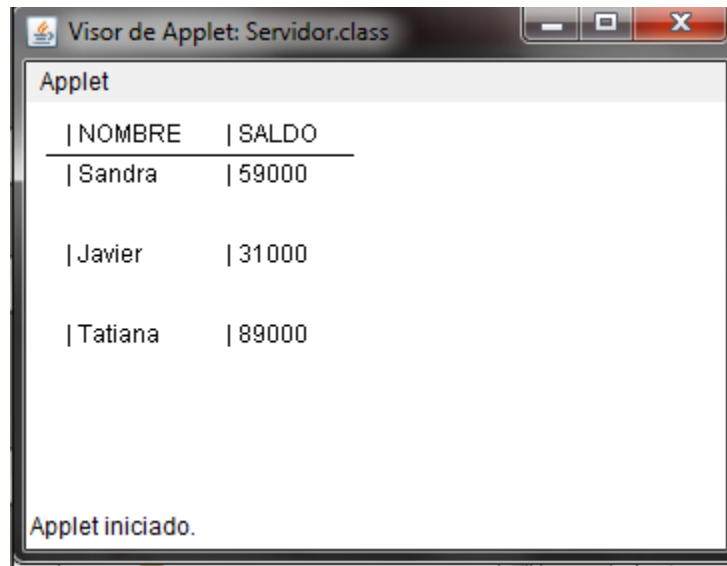 Visor de Applet: Servidor.class
Applet
|NOMBRE |SALDO
|Sandra |59000
|Javier |31000
|Tatiana |89000
Applet iniciado.